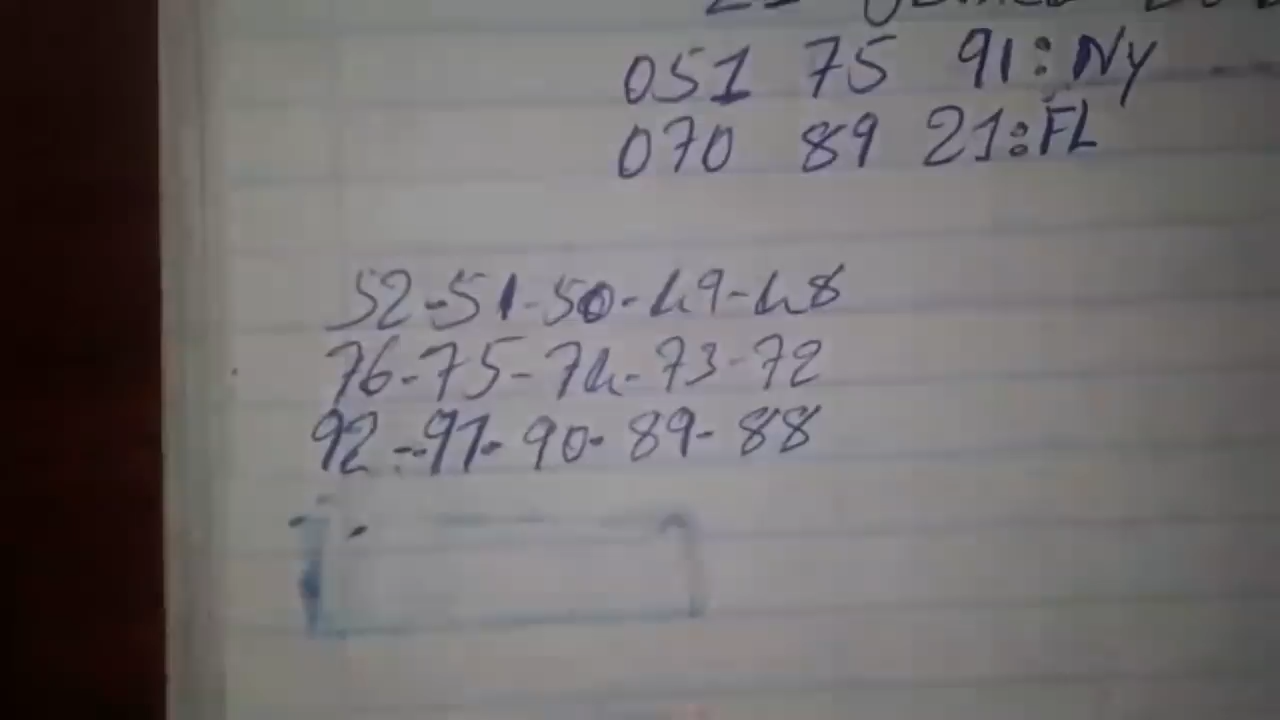 051 75 91:Ny
070 89 21:FL
52-51-50-49-48
76-75-74-73-72
92-91-90-89-88